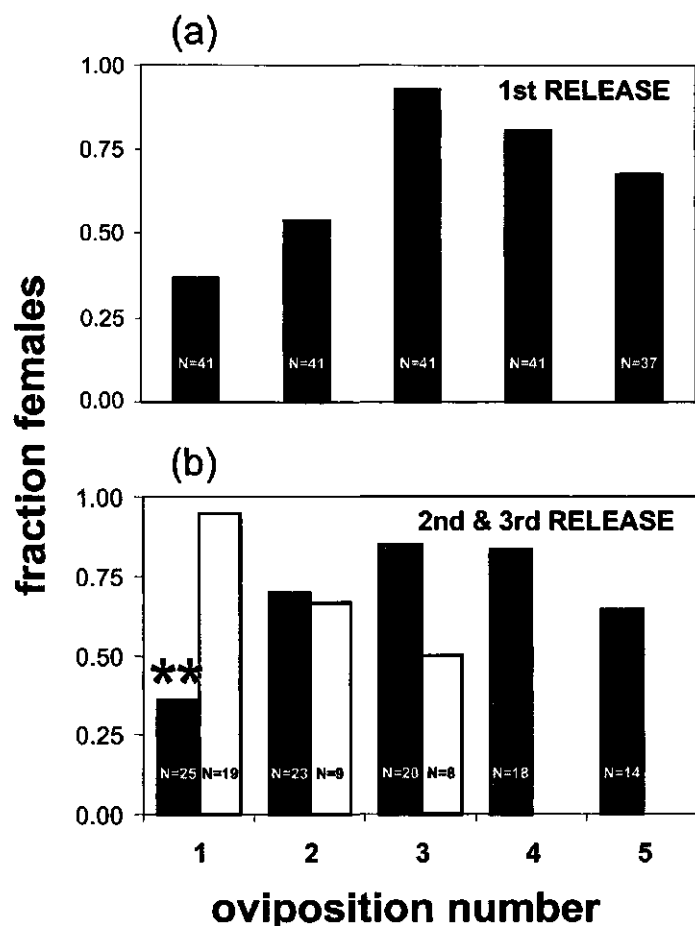 (a)
1.00
1st RELEASE
0.75
0.50
0.25
N=41 N=41 N=41 N=41 N=37
0.00
fraction females
(b)
1.00
2nd & 3rd RELEASE
0.75
0.50
**
0.25
N=25 N=19 N=23 N=9 N=20 N=8 N=18 N=14
0.00
1 2 3 4 5
oviposition number